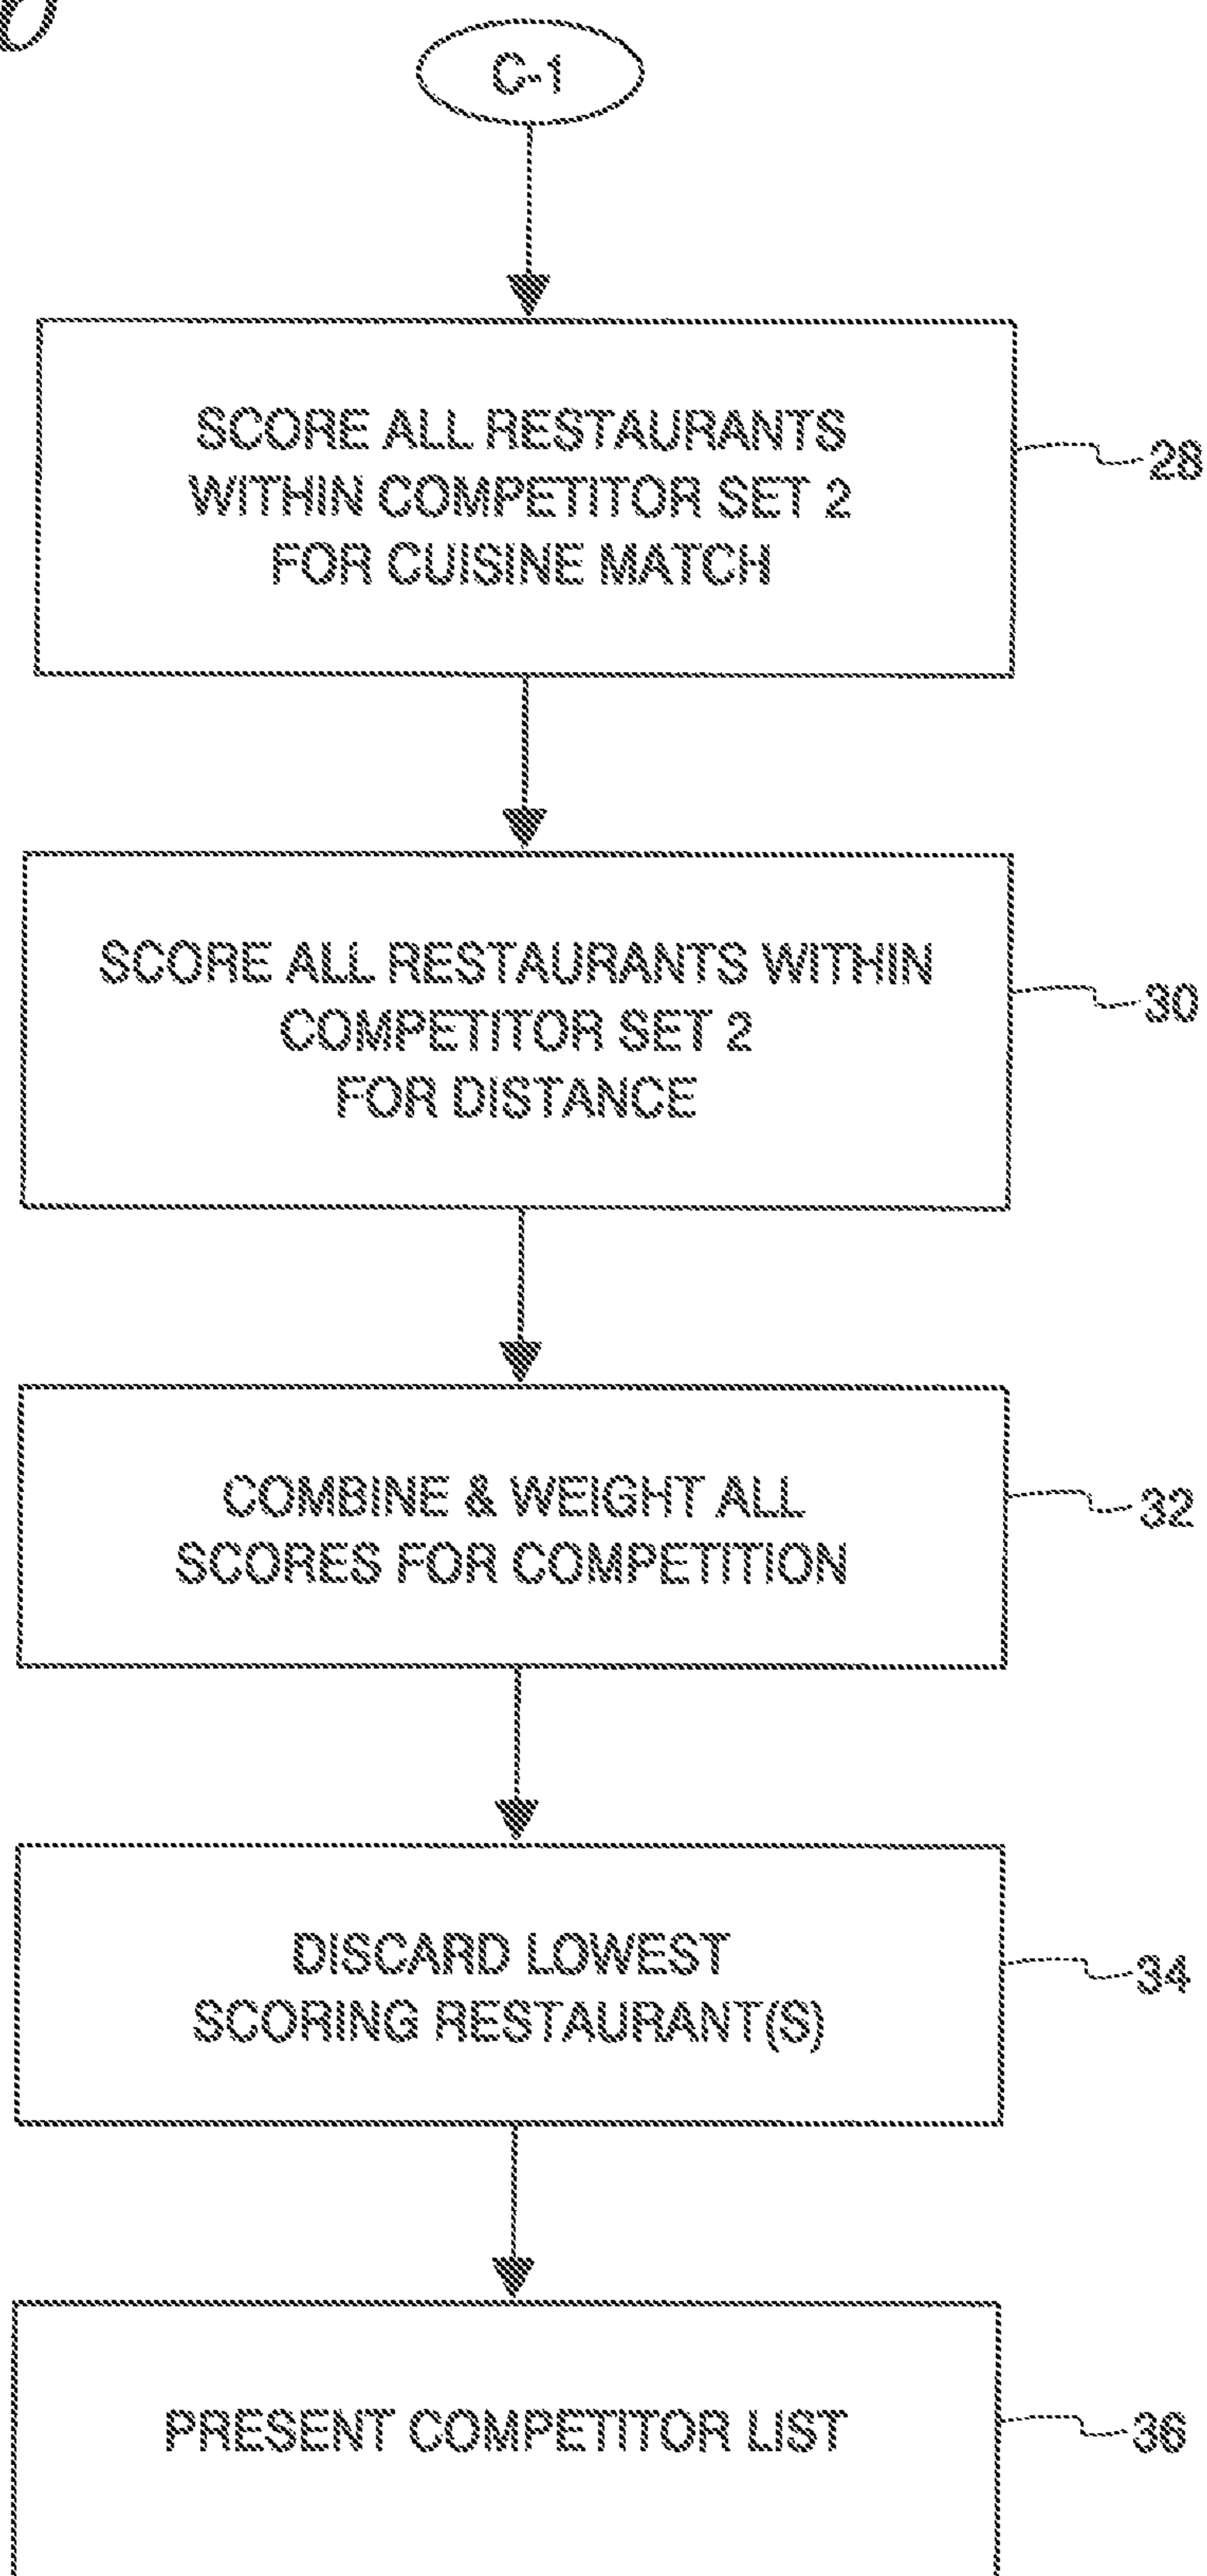 C-1
SCORE ALL RESTAURANTS
WITHIN COMPETITOR SET 2
FOR CUISINE MATCH
28
SCORE ALL RESTAURANTS WITHIN
COMPETITOR SET 2
FOR DISTANCE
30
COMBINE & WEIGHT ALL
SCORES FOR COMPETITION
32
DISCARD LOWEST
SCORING RESTAURANT(S)
34
PRESENT COMPETITOR LIST
36